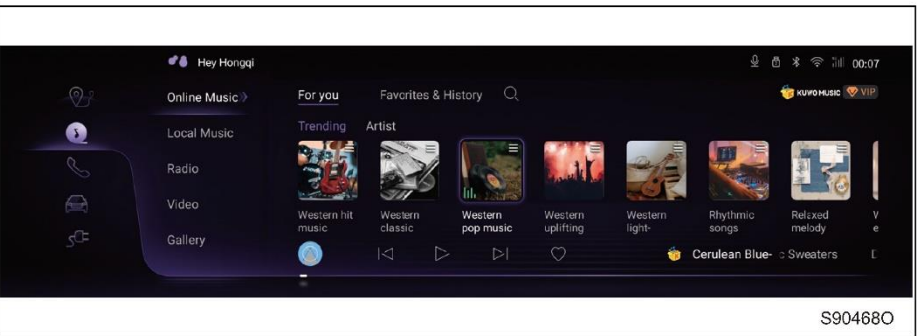 Hey Hongqi
00:07
Online Music
For you
Favorites & History
KUWO MUSIC
VIP
Local Music
Trending
Artist
Radio
Video
Gallery
Western hit
music
Western
classic
Western
pop music
Western
uplifting
Western
light-
Rhythmic
songs
Relaxed
melody
Cerulean Blue-
c Sweaters
S90468O